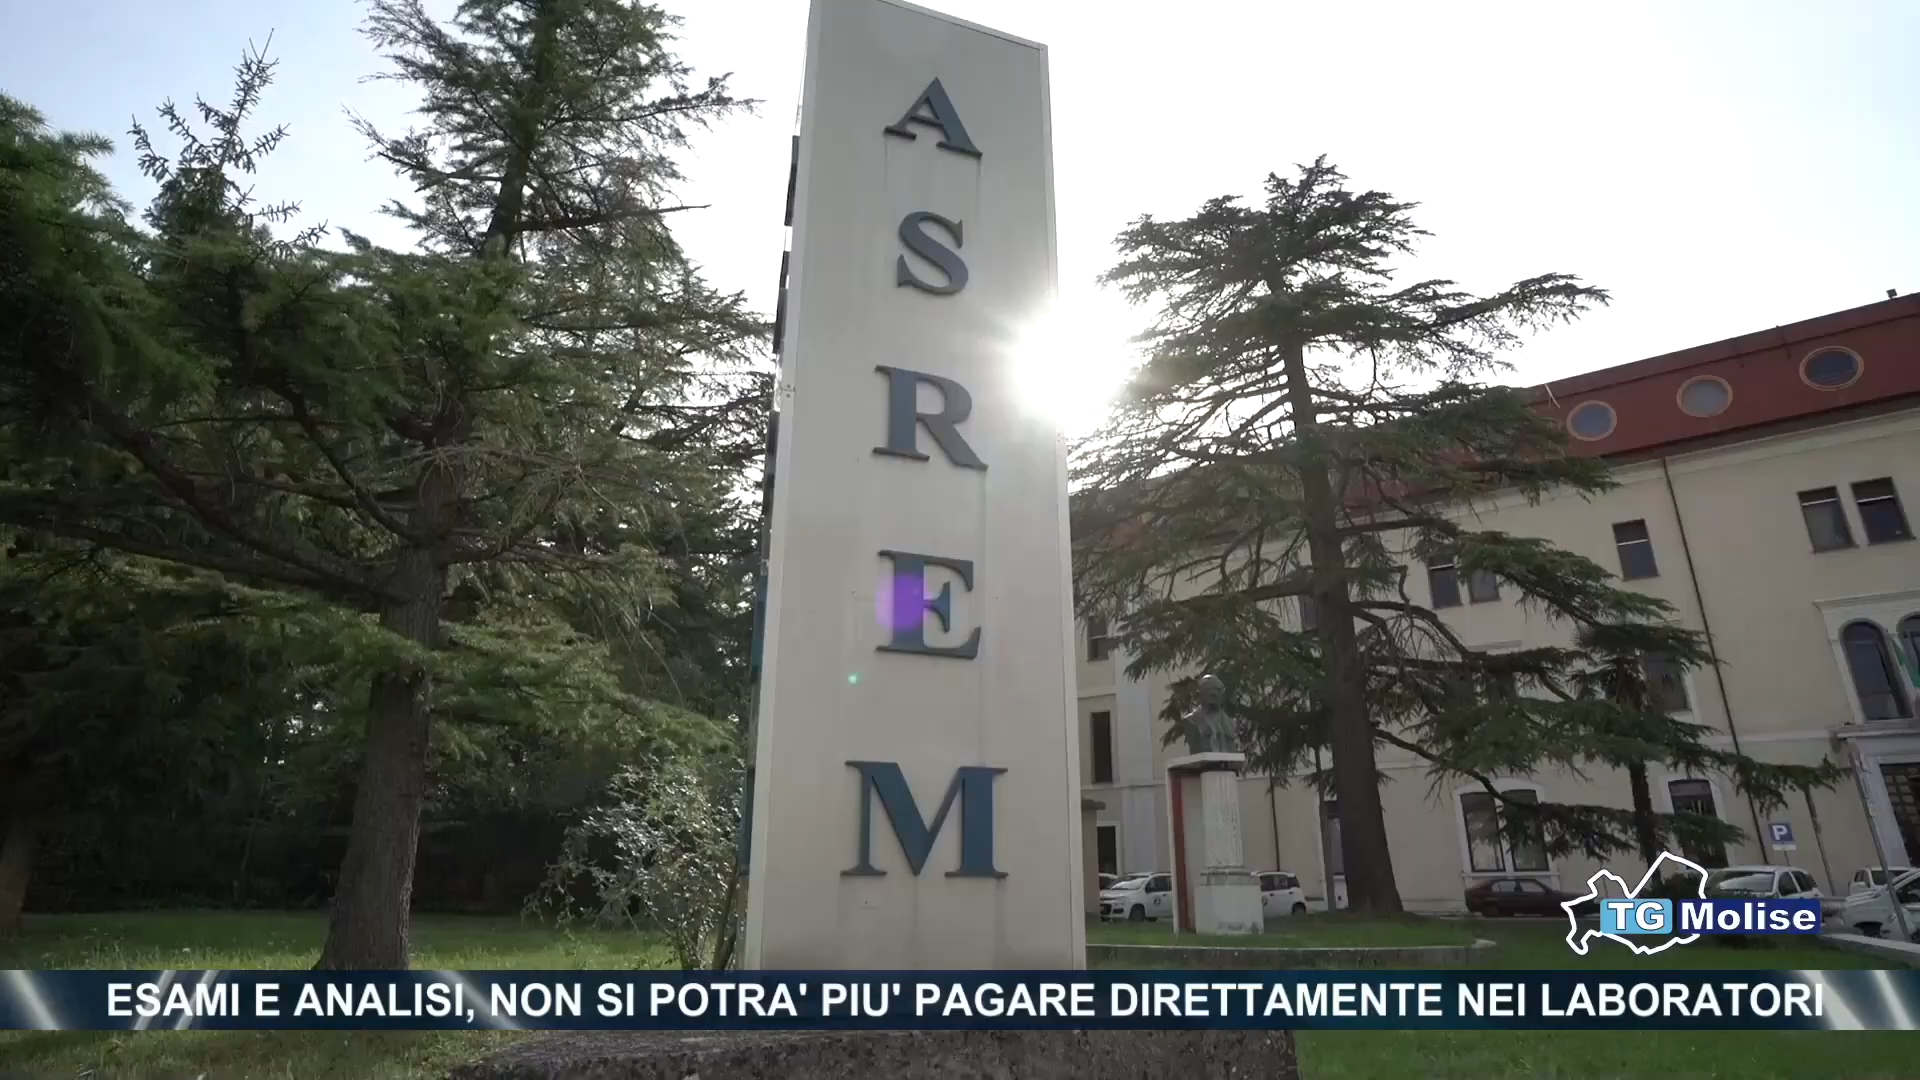 A
S
R
E
M
P
TG Molise
ESAMI E ANALISI, NON SI POTRA' PIU' PAGARE DIRETTAMENTE NEI LABORATORI